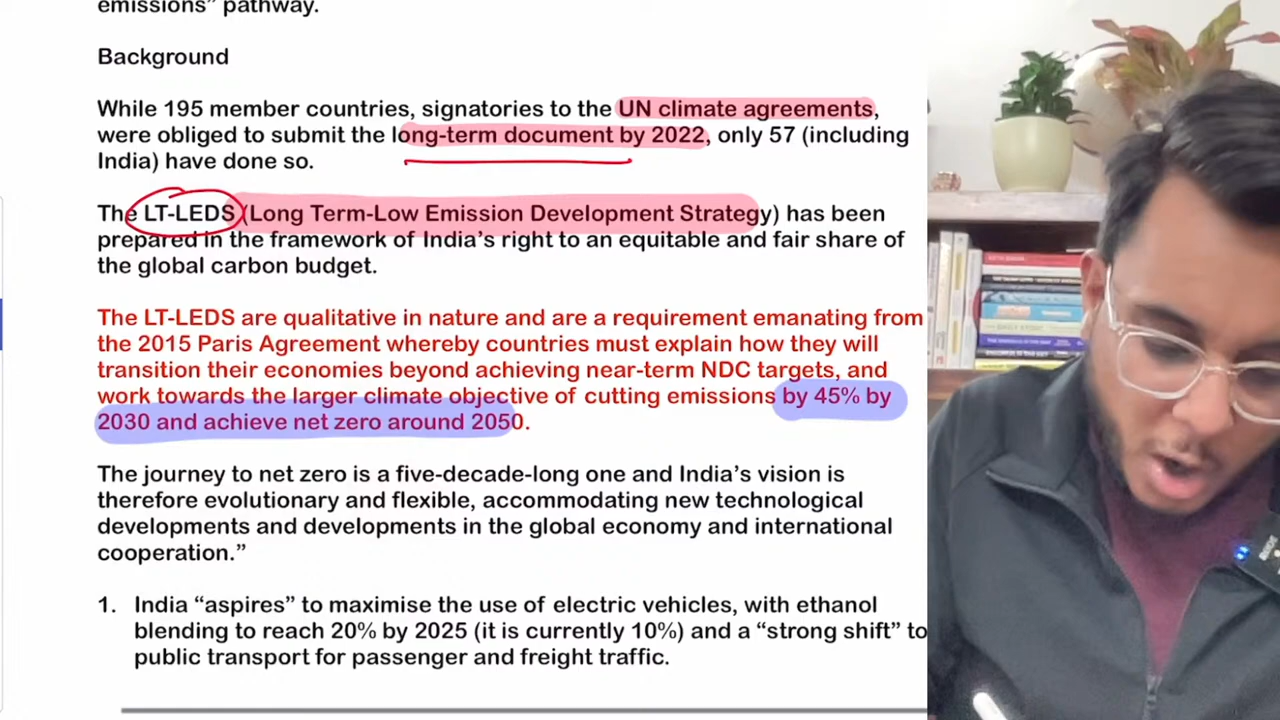 emissions” pathway.
Background
While 195 member countries, signatories to the UN climate agreements,
were obliged to submit the long-term document by 2022, only 57 (including
India) have done so.
The LT-LEDS (Long Term-Low Emission Development Strategy) has been
prepared in the framework of India’s right to an equitable and fair share of
the global carbon budget.
The LT-LEDS are qualitative in nature and are a requirement emanating from
the 2015 Paris Agreement whereby countries must explain how they will
transition their economies beyond achieving near-term NDC targets, and
work towards the larger climate objective of cutting emissions by 45% by
2030 and achieve net zero around 2050.
The journey to net zero is a five-decade-long one and India’s vision is
therefore evolutionary and flexible, accommodating new technological
developments and developments in the global economy and international
cooperation.”
1. India “aspires” to maximise the use of electric vehicles, with ethanol
blending to reach 20% by 2025 (it is currently 10%) and a “strong shift” to
public transport for passenger and freight traffic.